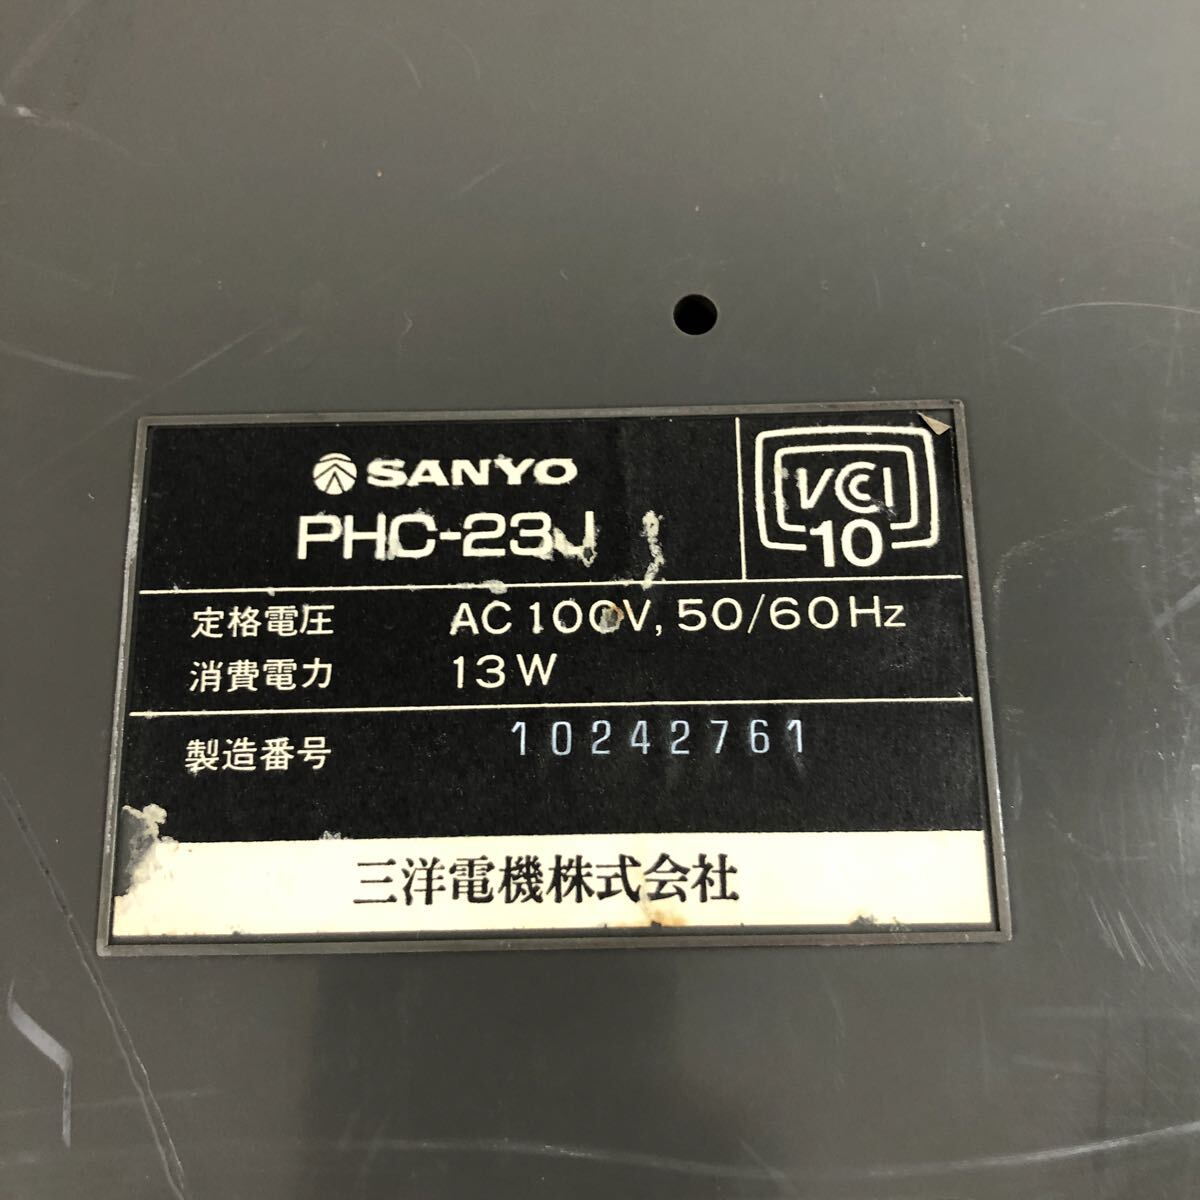 SANYO
PHC-23J
VCCI
10
定格電圧 AC 100V, 50/60Hz
消費電力 13W
製造番号 10242761
三洋電機株式会社